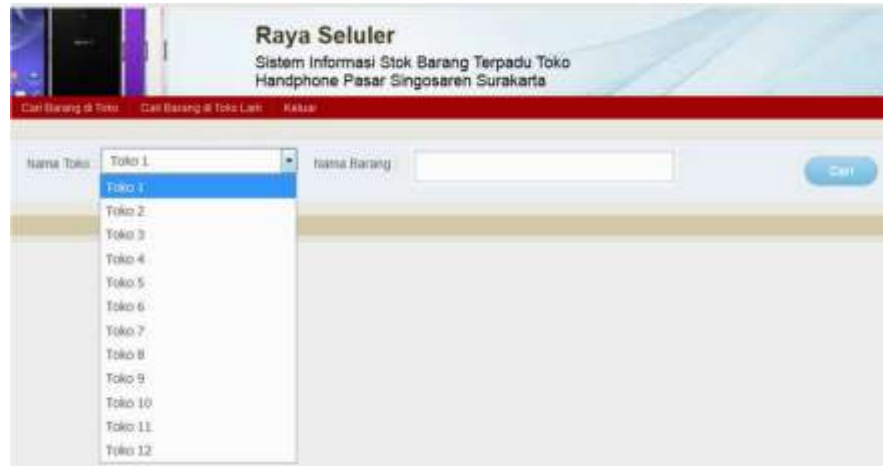 Raya Seluler
Sistem Informasi Stok Barang Terpadu Toko
Handphone Pasar Singosaren Surakarta
Cari Barang di Toko Cari Barang di Toko Lain Keluar
Nama Toko Toko 1 Nama Barang Cari
Toko 1
Toko 2
Toko 3
Toko 4
Toko 5
Toko 6
Toko 7
Toko 8
Toko 9
Toko 10
Toko 11
Toko 12